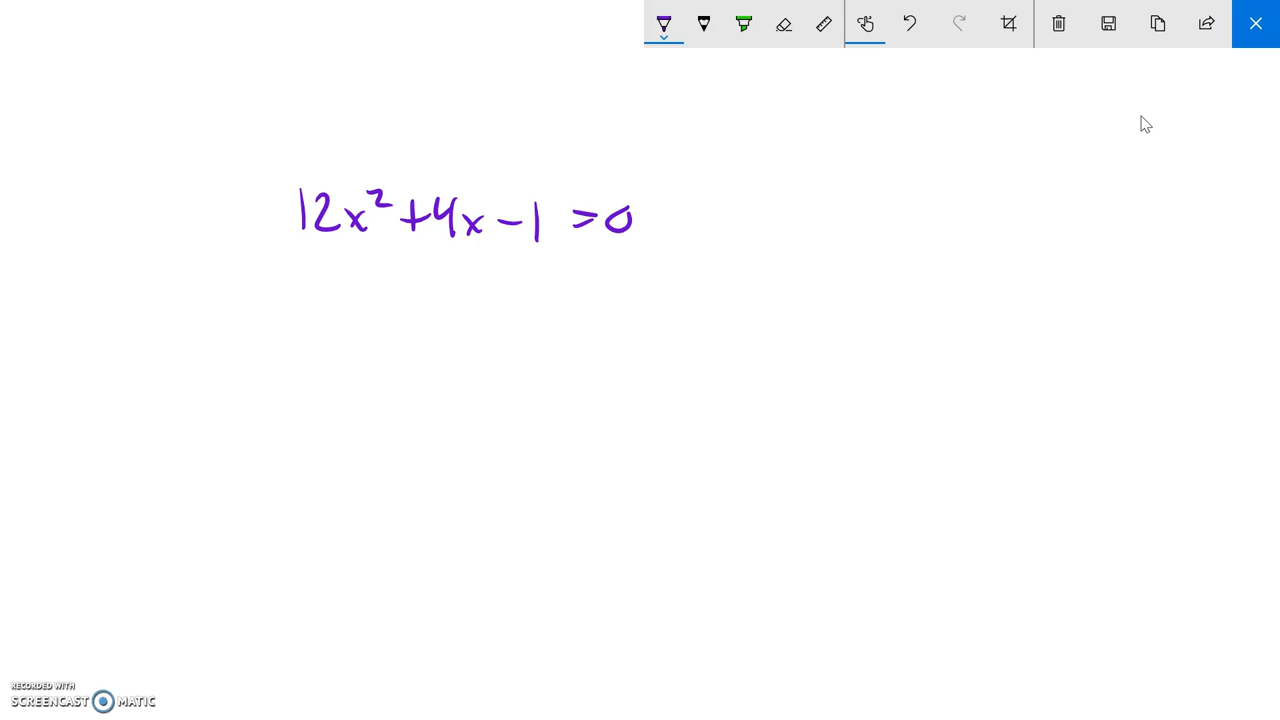 12x² +4x -1 =0
RECORDED WITH
SCREENCAST MATIC